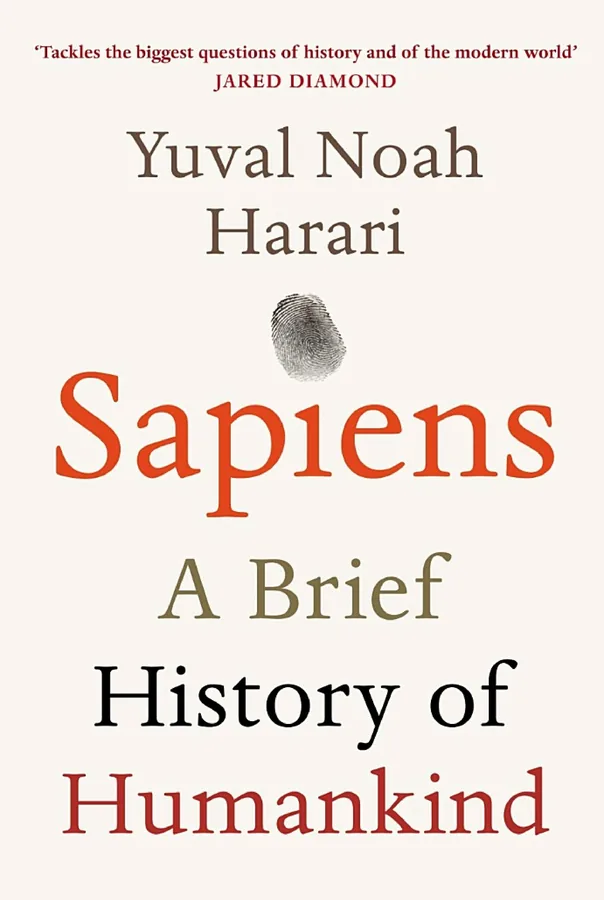 ‘Tackles the biggest questions of history and of the modern world’
JARED DIAMOND
Yuval Noah
Harari
Sapiens
A Brief
History of
Humankind